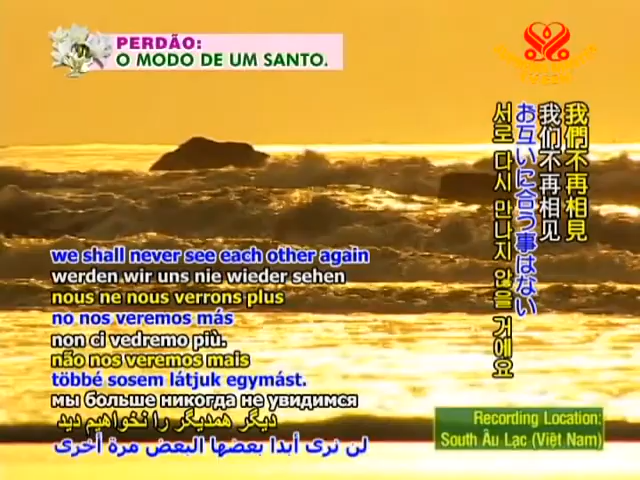 PERDÃO:
O MODO DE UM SANTO.
我們不再相見
我们不再相见
お互いに合う事はない
서로 다시 만나지 않을 거예요
we shall never see each other again
werden wir uns nie wieder sehen
nous ne nous verrons plus
no nos veremos más
non ci vedremo più.
não nos veremos mais
többé sosem látjuk egymást.
мы больше никогда не увидимся
دیگر همدیگر را نخواهیم دید
لن نرى أبدا بعضها البعض مرة أخرى
Recording Location:
South Âu Lạc (Việt Nam)